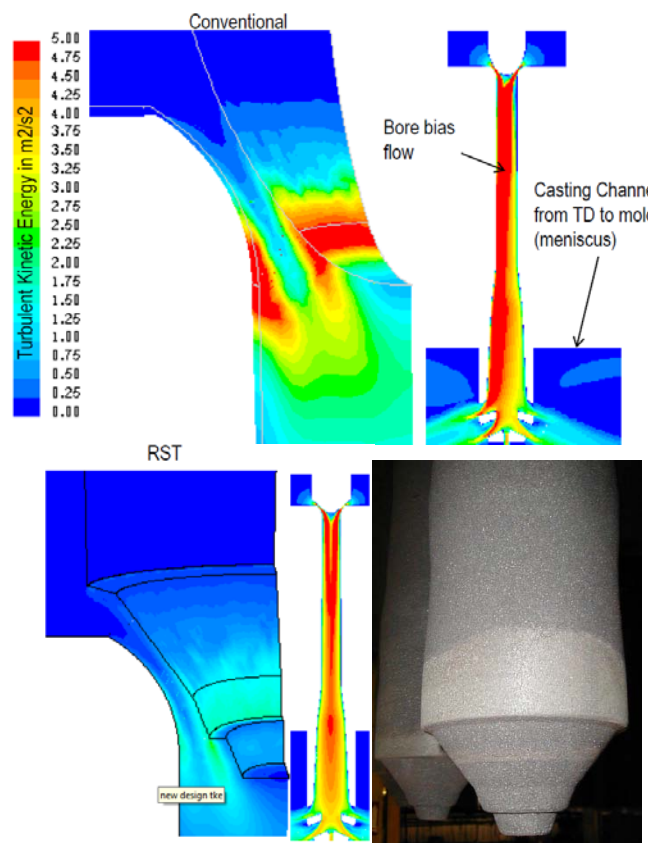 Conventional
Turbulent Kinetic Energy in m2/s2
5.00
4.75
4.50
4.25
4.00
3.75
3.50
3.25
3.00
2.75
2.50
2.25
2.00
1.75
1.50
1.25
1.00
0.75
0.50
0.25
0.00
Bore bias
flow
Casting Channe
from TD to mold
(meniscus)
RST
new design tke